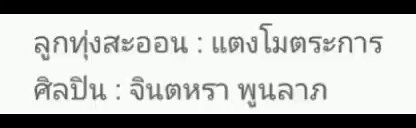 ลูกทุ่งสะออน : แตงโมตระการ
ศิลปิน : จินตหรา พูนลาภ